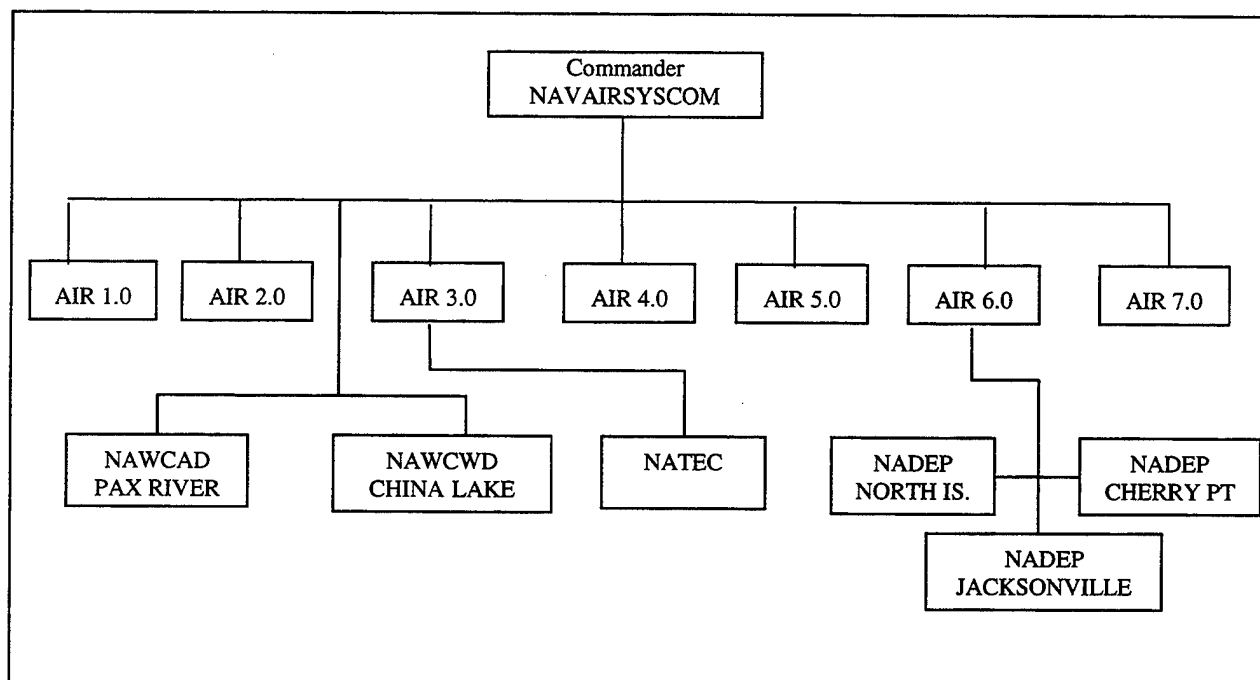 Commander
NAVAIRSYSCOM
AIR 1.0
AIR 2.0
AIR 3.0
AIR 4.0
AIR 5.0
AIR 6.0
AIR 7.0
NAWCAD
PAX RIVER
NAWCWD
CHINA LAKE
NATEC
NADEP
NORTH IS.
NADEP
CHERRY PT
NADEP
JACKSONVILLE